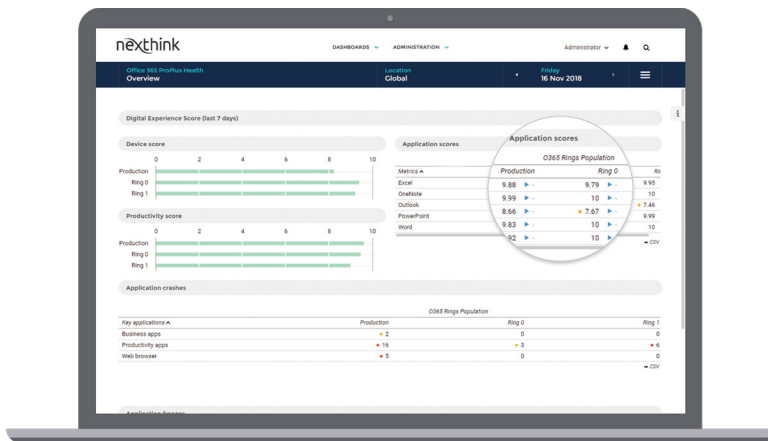 nexthink
DASHBOARDS ADMINISTRATION Administrator
Office 365 ProPlus Health Location Friday
Overview Global 16 Nov 2018
Digital Experience Score (last 7 days)
Device score
0 2 4 6 8 10
Production
Ring 0
Ring 1
Productivity score
0 2 4 6 8 10
Production
Ring 0
Ring 1
Application scores
Metrics
Excel 9.95
OneNote 10
Outlook 7.46
PowerPoint 9.99
Word 10
CSV
Application scores
O365 Rings Population
Production Ring 0
9.88 - 9.79 -
9.99 - 10 -
8.66 - 7.67 -
9.83 - 10 -
92 - 10 -
Application crashes
O365 Rings Population
Key applications Production Ring 0 Ring 1
Business apps 2 0 0
Productivity apps 16 3 6
Web browser 5 0 0
CSV